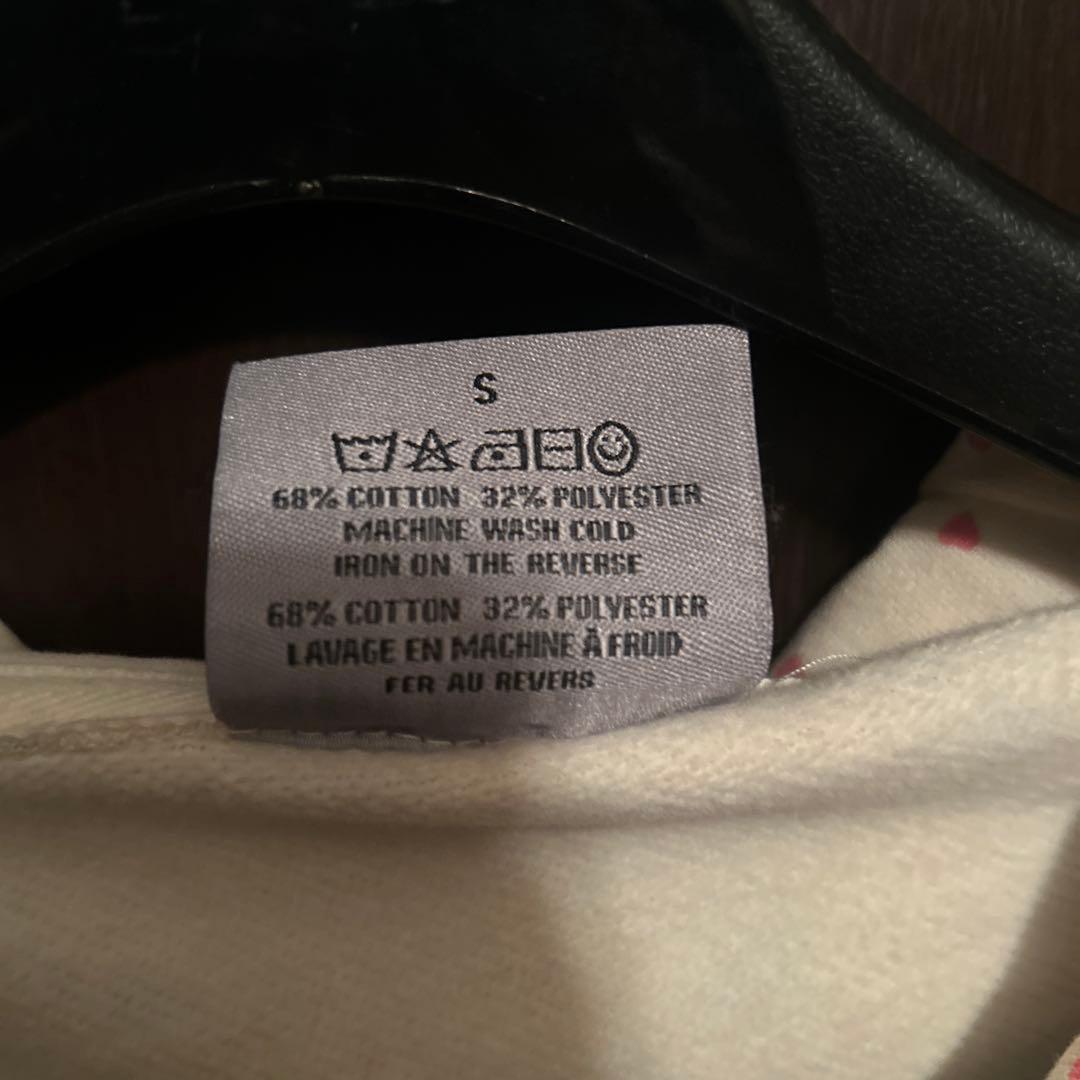 S
68% COTTON 32% POLYESTER
MACHINE WASH COLD
IRON ON THE REVERSE
68% COTTON 32% POLYESTER
LAVAGE EN MACHINE À FROID
FER AU REVERS